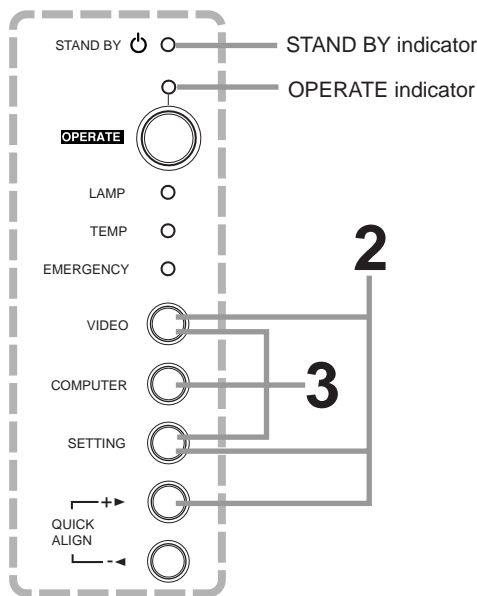 STAND BY
STAND BY indicator
OPERATE indicator
OPERATE
LAMP
TEMP
EMERGENCY
2
VIDEO
COMPUTER
3
SETTING
+
QUICK
ALIGN
-